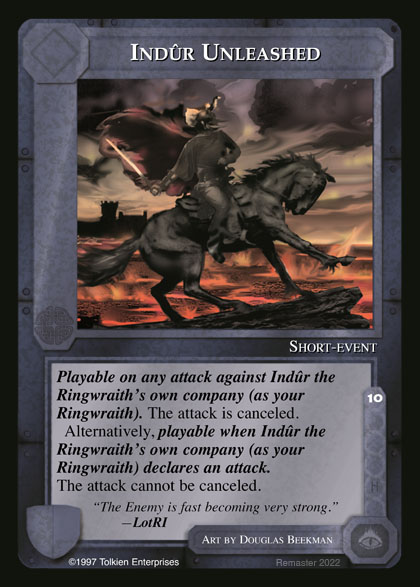 INDÛR UNLEASHED
SHORT-EVENT
Playable on any attack against Indûr the
Ringwraith's own company (as your
Ringwraith). The attack is canceled.
Alternatively, playable when Indûr the
Ringwraith's own company (as your
Ringwraith) declares an attack.
The attack cannot be canceled.
“The Enemy is fast becoming very strong.”
—LotRI
10
H
ART BY DOUGLAS BEEKMAN
©1997 Tolkien Enterprises
Remaster 2022